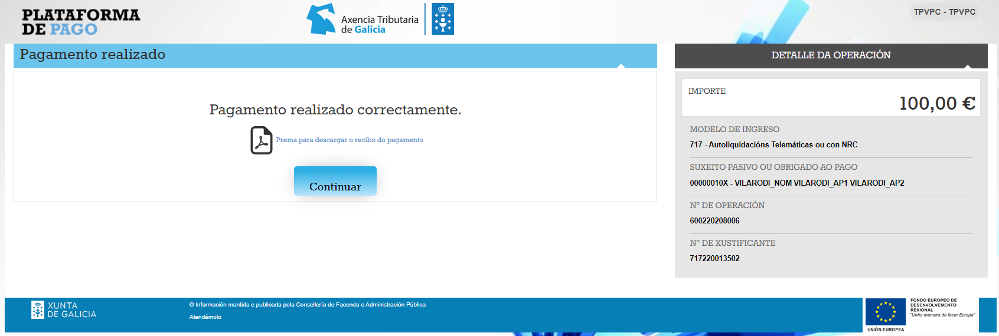 PLATAFORMA
DE PAGO
Axencia Tributaria
de Galicia
TPVPC - TPVPC
Pagamento realizado
Pagamento realizado correctamente.
Prema para descargar o recibo do pagamento
Continuar
DETALLE DA OPERACIÓN
IMPORTE
100,00 €
MODELO DE INGRESO
717 - Autoliquidacións Telemáticas ou con NRC
SUXEITO PASIVO OU OBRIGADO AO PAGO
00000010X - VILARODI_NOM VILARODI_AP1 VILARODI_AP2
Nº DE OPERACIÓN
600220208006
Nº DE XUSTIFICANTE
717220013502
XUNTA
DE GALICIA
© Información mantida e publicada pola Consellería de Facenda e Administración Pública
Atendémolo
UNIÓN EUROPEA
FONDO EUROPEO DE
DESENVOLVEMENTO
REXIONAL
"Unha maneira de facer Europa"